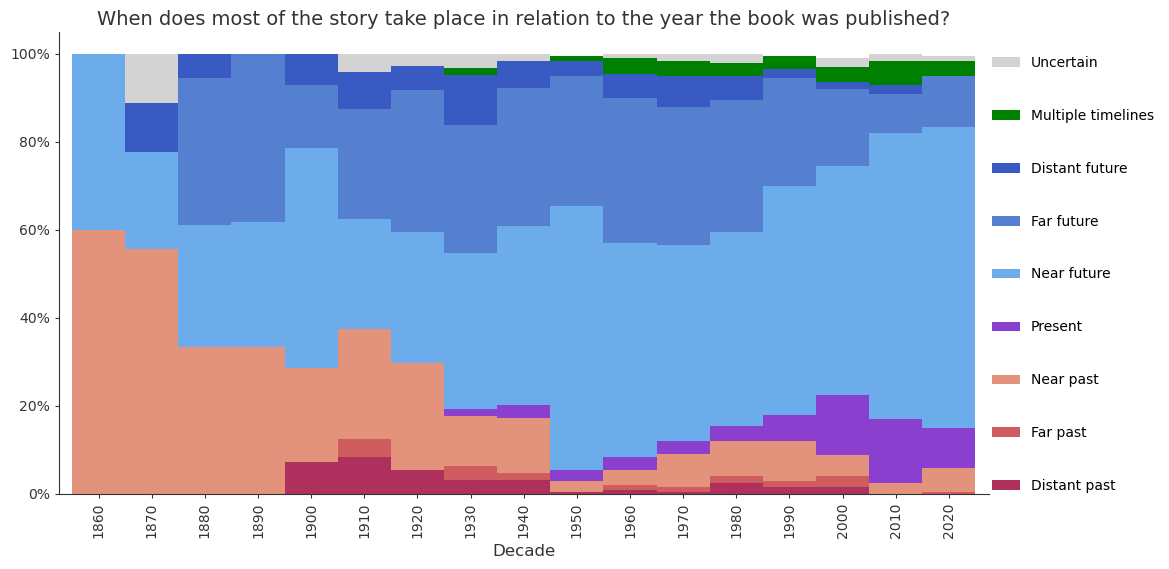 When does most of the story take place in relation to the year the book was published?
100%
80%
60%
40%
20%
0%
1860
1870
1880
1890
1900
1910
1920
1930
1940
1950
1960
1970
1980
1990
2000
2010
2020
Decade
Uncertain
Multiple timelines
Distant future
Far future
Near future
Present
Near past
Far past
Distant past